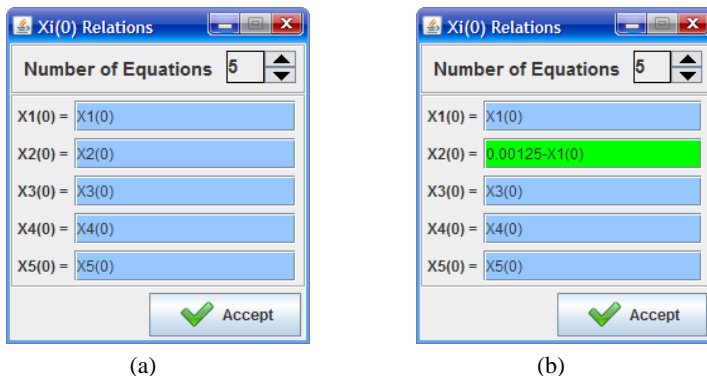 Xi(0) Relations
Number of Equations 5
X1(0) = X1(0)
X2(0) = X2(0)
X3(0) = X3(0)
X4(0) = X4(0)
X5(0) = X5(0)
Accept
(a)
Xi(0) Relations
Number of Equations 5
X1(0) = X1(0)
X2(0) = 0.00125-X1(0)
X3(0) = X3(0)
X4(0) = X4(0)
X5(0) = X5(0)
Accept
(b)